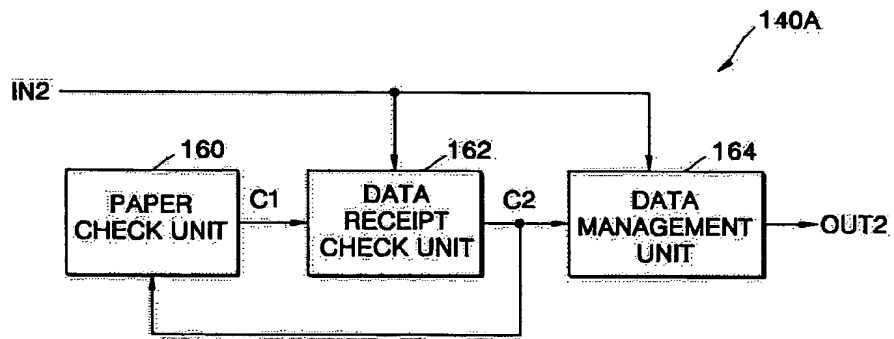 140A
IN2
160
162
164
PAPER
CHECK UNIT
C1
DATA
RECEIPT
CHECK UNIT
C2
DATA
MANAGEMENT
UNIT
OUT2